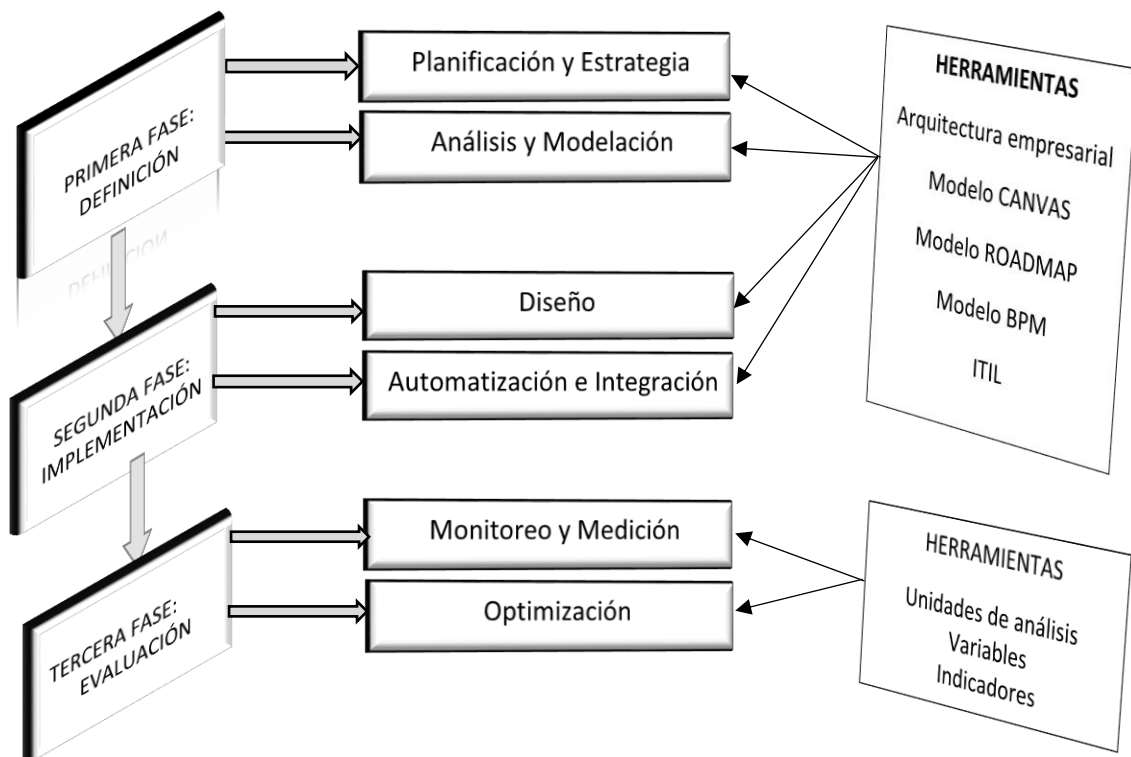 PRIMERA FASE:
DEFINICIÓN
Planificación y Estrategia
Análisis y Modelación
SEGUNDA FASE:
IMPLEMENTACIÓN
Diseño
Automatización e Integración
TERCERA FASE:
EVALUACIÓN
Monitoreo y Medición
Optimización
HERRAMIENTAS
Arquitectura empresarial
Modelo CANVAS
Modelo ROADMAP
Modelo BPM
ITIL
HERRAMIENTAS
Unidades de análisis
Variables
Indicadores